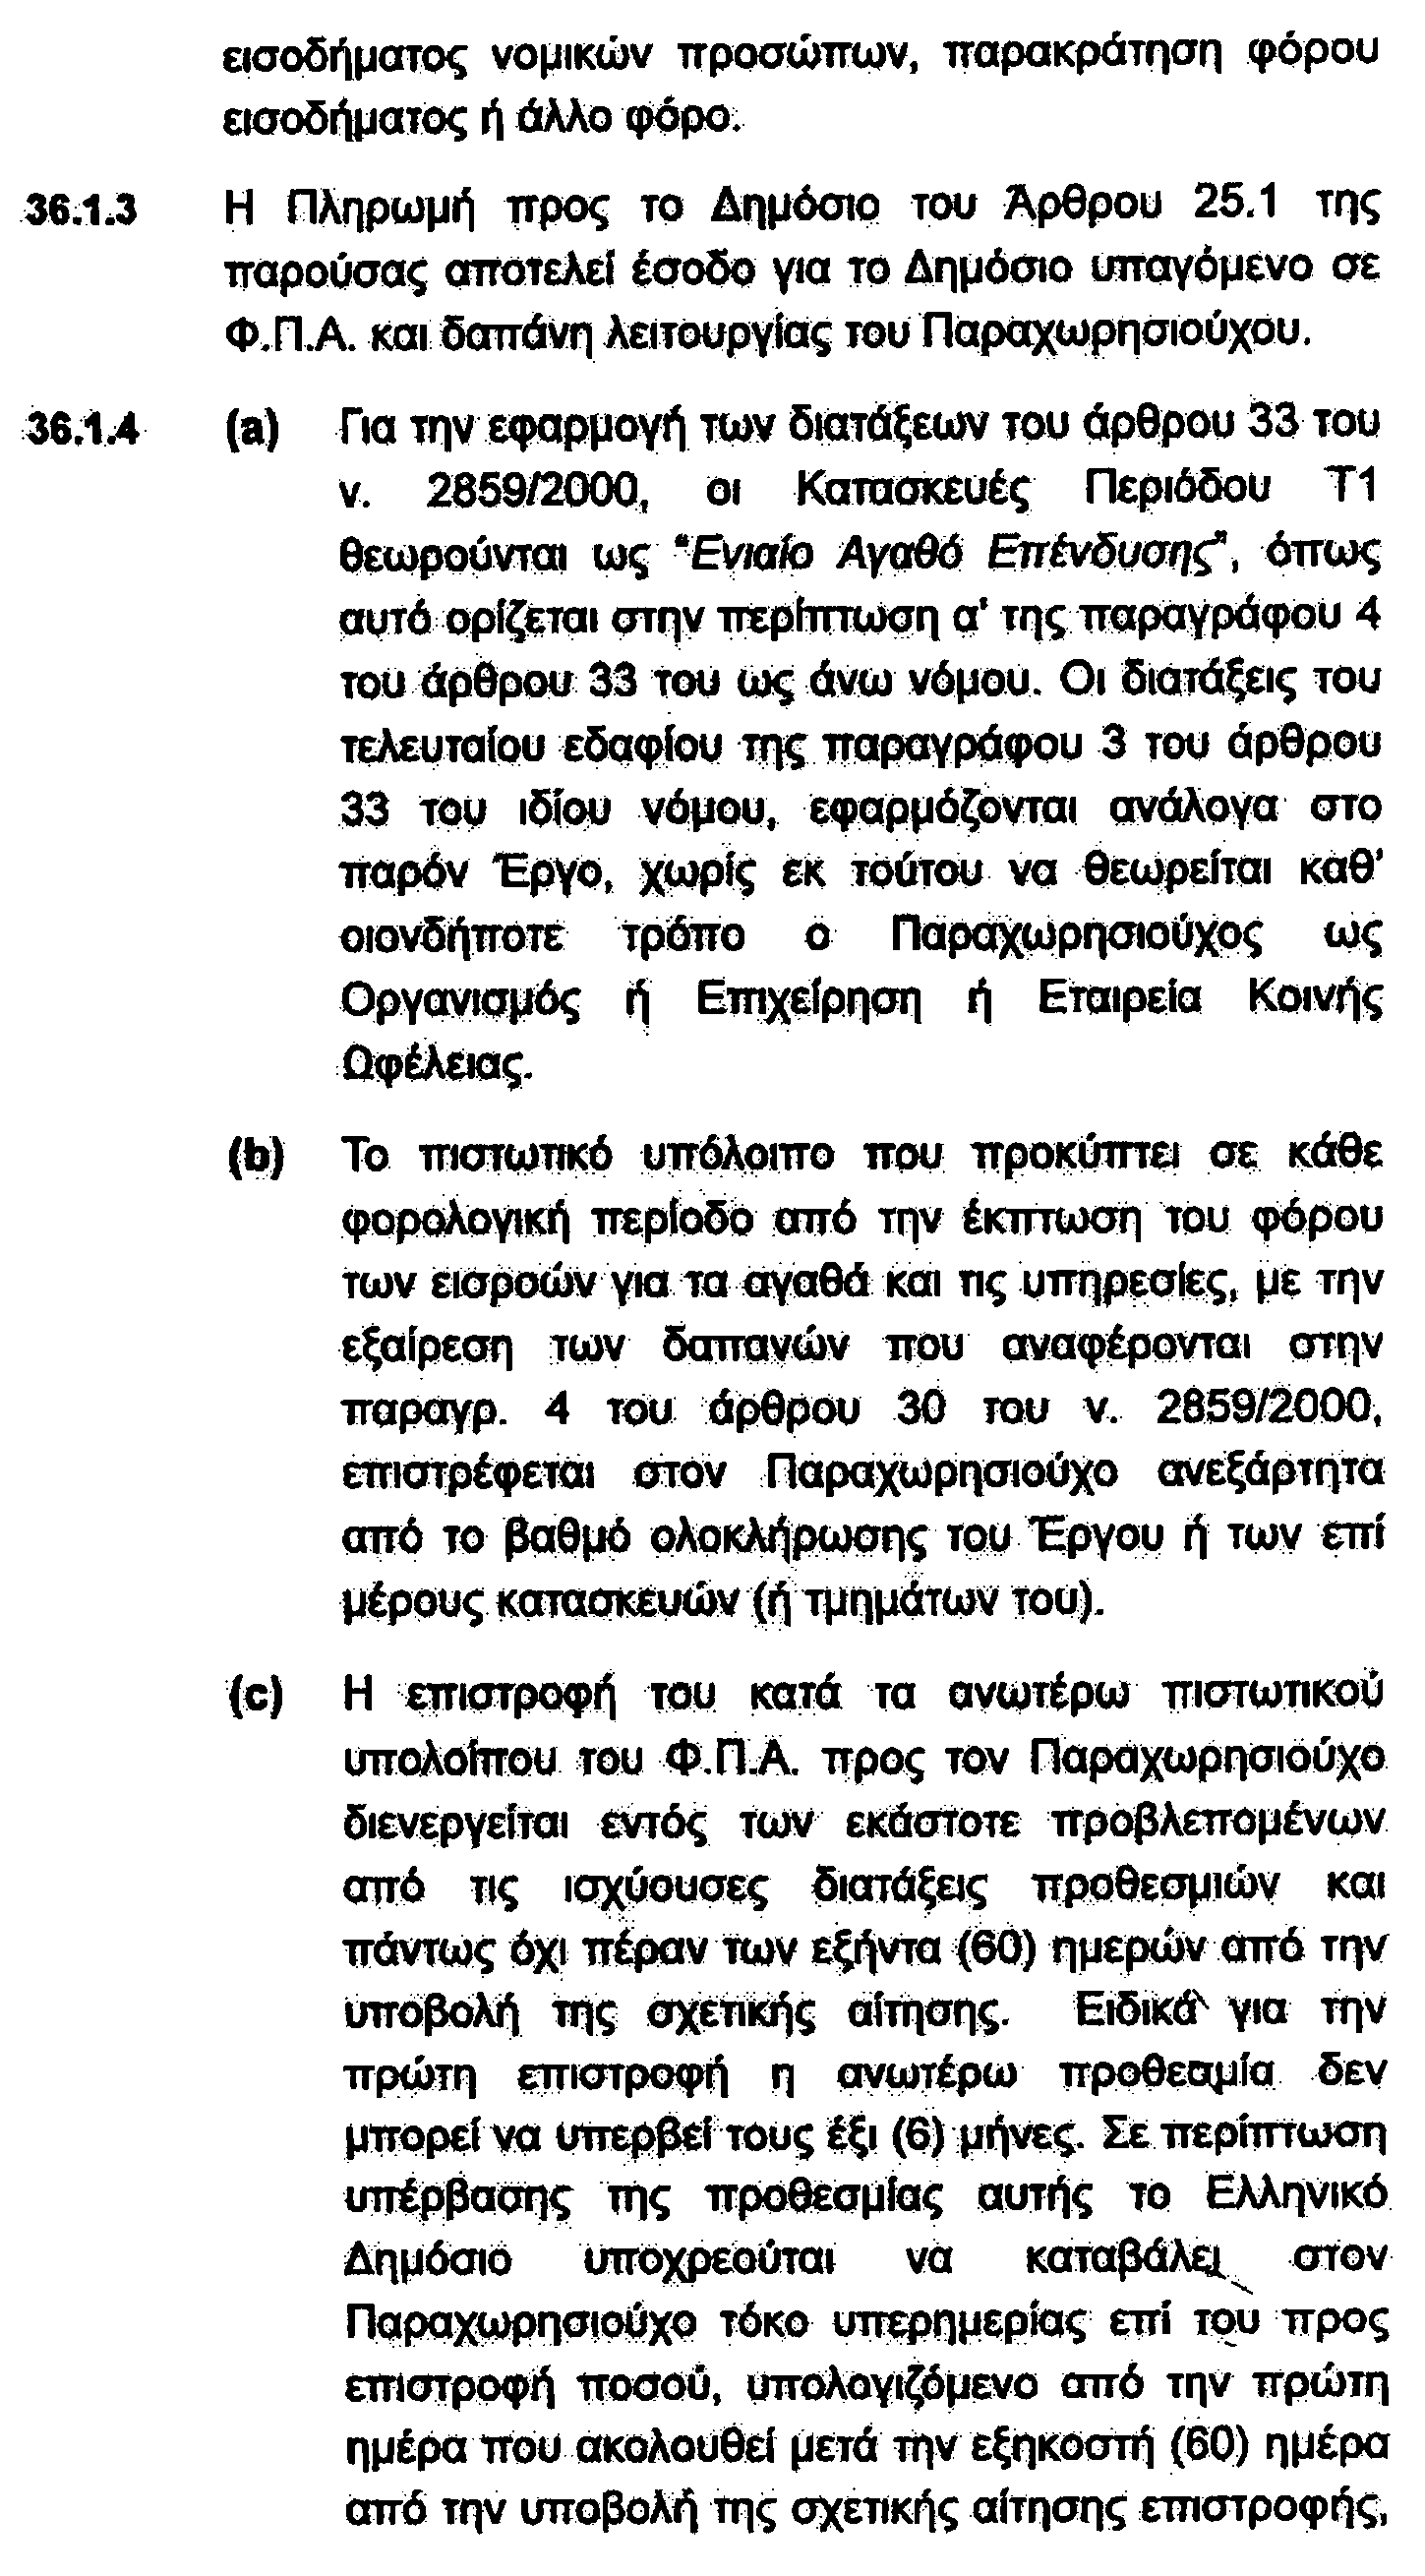 εισοδήματος νομικών προσώπων, παρακράτηση φόρου
εισοδήματος ή άλλο φόρο.
36.1.3 Η Πληρωμή προς το Δημόσιο του Άρθρου 25.1 της
παρούσας αποτελεί έσοδο για το Δημόσιο υπαγόμενο σε
Φ.Π.Α. και δαπάνη λειτουργίας του Παραχωρησιούχου.
36.1.4 (a) Για την εφαρμογή των διατάξεων του άρθρου 33 του
ν. 2859/2000, οι Κατασκευές Περιόδου Τ1
θεωρούνται ως "Ενιαίο Αγαθό Επένδυσης", όπως
αυτό ορίζεται στην περίπτωση α' της παραγράφου 4
του άρθρου 33 του ως άνω νόμου. Οι διατάξεις του
τελευταίου εδαφίου της παραγράφου 3 του άρθρου
33 του ιδίου νόμου, εφαρμόζονται ανάλογα στο
παρόν Έργο, χωρίς εκ τούτου να θεωρείται καθ'
οιονδήποτε τρόπο ο Παραχωρησιούχος ως
Οργανισμός ή Επιχείρηση ή Εταιρεία Κοινής
Ωφέλειας.
(b) Το πιστωτικό υπόλοιπο που προκύπτει σε κάθε
φορολογική περίοδο από την έκπτωση του φόρου
των εισροών για τα αγαθά και τις υπηρεσίες, με την
εξαίρεση των δαπανών που αναφέρονται στην
παραγρ. 4 του άρθρου 30 του ν. 2859/2000,
επιστρέφεται στον Παραχωρησιούχο ανεξάρτητα
από το βαθμό ολοκλήρωσης του Έργου ή των επί
μέρους κατασκευών (ή τμημάτων του).
(c) Η επιστροφή του κατά τα ανωτέρω πιστωτικού
υπολοίπου του Φ.Π.Α. προς τον Παραχωρησιούχο
διενεργείται εντός των εκάστοτε προβλεπομένων
από τις ισχύουσες διατάξεις προθεσμιών και
πάντως όχι πέραν των εξήντα (60) ημερών από την
υποβολή της σχετικής αίτησης. Ειδικά για την
πρώτη επιστροφή η ανωτέρω προθεσμία δεν
μπορεί να υπερβεί τους έξι (6) μήνες. Σε περίπτωση
υπέρβασης της προθεσμίας αυτής το Ελληνικό
Δημόσιο υποχρεούται να καταβάλει στον
Παραχωρησιούχο τόκο υπερημερίας επί του προς
επιστροφή ποσού, υπολογιζόμενο από την πρώτη
ημέρα που ακολουθεί μετά την εξηκοστή (60) ημέρα
από την υποβολή της σχετικής αίτησης επιστροφής,